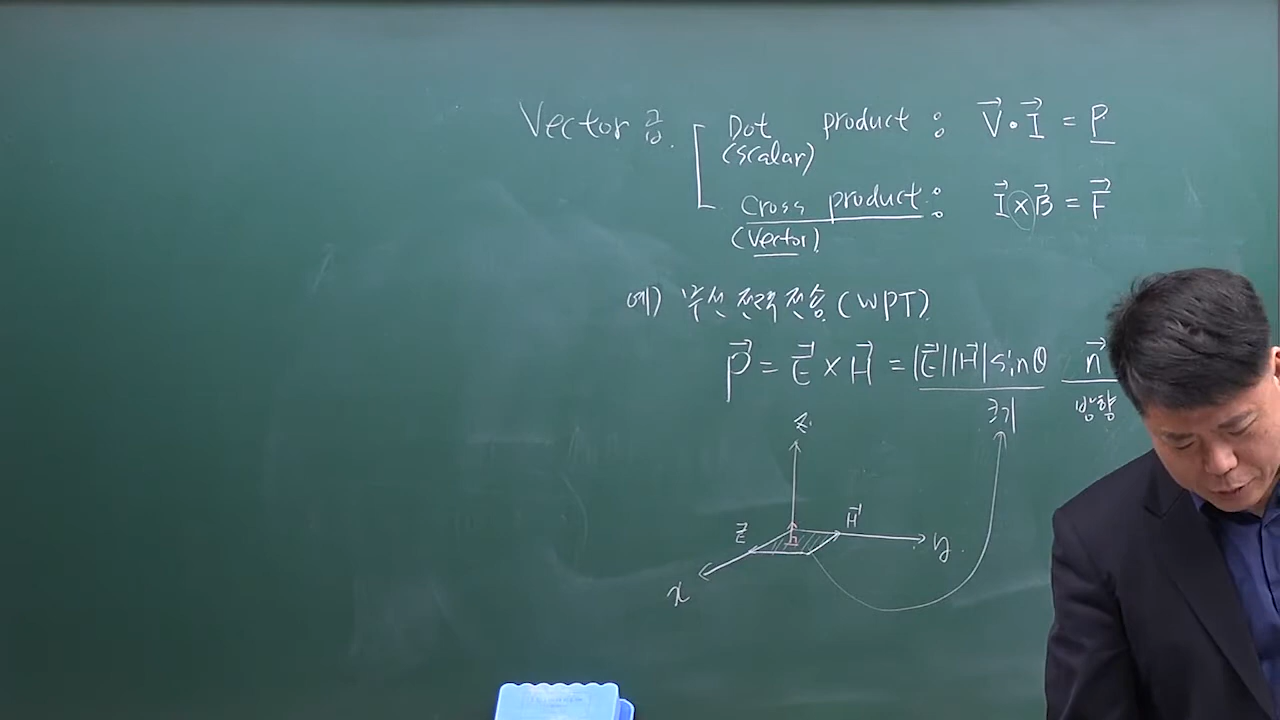 Vector 곱. Dot product : V⃗ · I⃗ = P
(scalar)
Cross product : I⃗ × B⃗ = F⃗
(Vector)
예) 무선 전력 전송 (WPT).
P⃗ = E⃗ × H⃗ = |E⃗||H⃗| sinθ n⃗
크기 방향
z
E⃗ H⃗
n
y
x